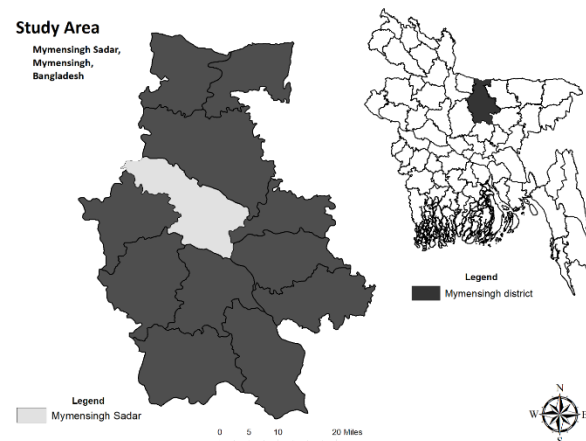 Study Area
Mymensingh Sadar,
Mymensingh,
Bangladesh
Legend
Mymensingh district
Legend
Mymensingh Sadar
0 5 10 20 Miles
N
W E
S